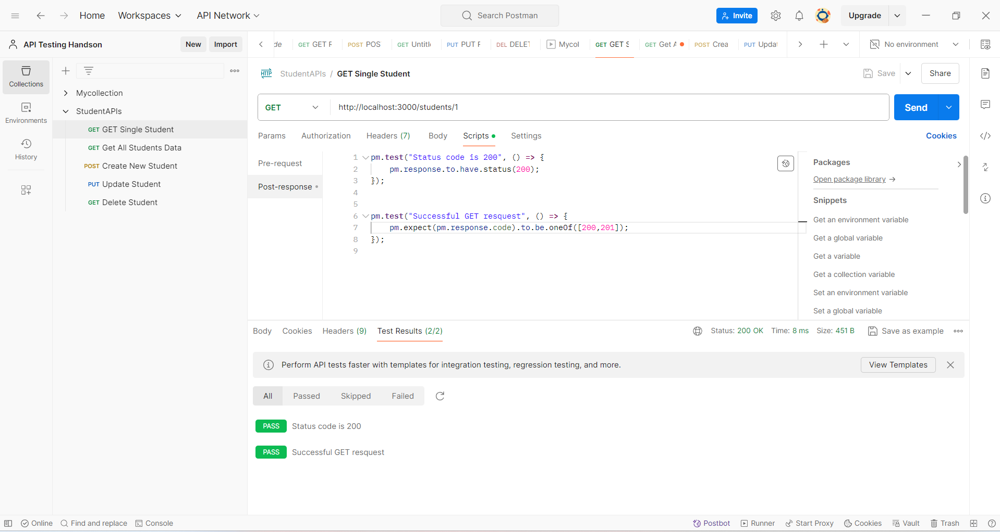 Home Workspaces API Network Search Postman Invite Upgrade
API Testing Handson New Import
de GET GET F POST POS GET Untitl PUT PUT F DEL DELET Mycol GET GET S GET Get A POST Crea PUT Updat No environment
Collections
Environments
History
Mycollection
StudentAPIs
GET GET Single Student
GET Get All Students Data
POST Create New Student
PUT Update Student
GET Delete Student
HTTP StudentAPIs / GET Single Student Save Share
GET http://localhost:3000/students/1 Send
Params Authorization Headers (7) Body Scripts Settings Cookies
Pre-request
Post-response
1 pm.test("Status code is 200", () => {
2 pm.response.to.have.status(200);
3 });
4
5
6 pm.test("Successful GET resquest", () => {
7 pm.expect(pm.response.code).to.be.oneOf([200,201]);
8 });
9
Packages
Open package library →
Snippets
Get an environment variable
Get a global variable
Get a variable
Get a collection variable
Set an environment variable
Set a global variable
Body Cookies Headers (9) Test Results (2/2) Status: 200 OK Time: 8 ms Size: 451 B Save as example
Perform API tests faster with templates for integration testing, regression testing, and more. View Templates
All Passed Skipped Failed
PASS Status code is 200
PASS Successful GET resquest
Online Find and replace Console Postbot Runner Start Proxy Cookies Vault Trash